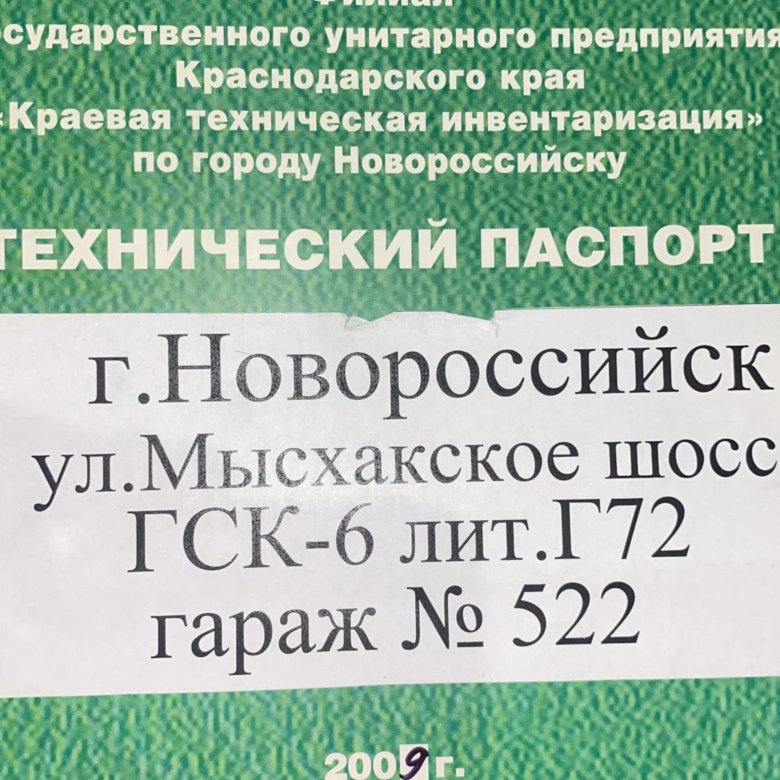 Филиал
осударственного унитарного предприятия
Краснодарского края
«Краевая техническая инвентаризация»
по городу Новороссийску
ТЕХНИЧЕСКИЙ ПАСПОРТ
г.Новороссийск
ул.Мысхакское шосс
ГСК-6 лит.Г72
гараж № 522
2009 г.